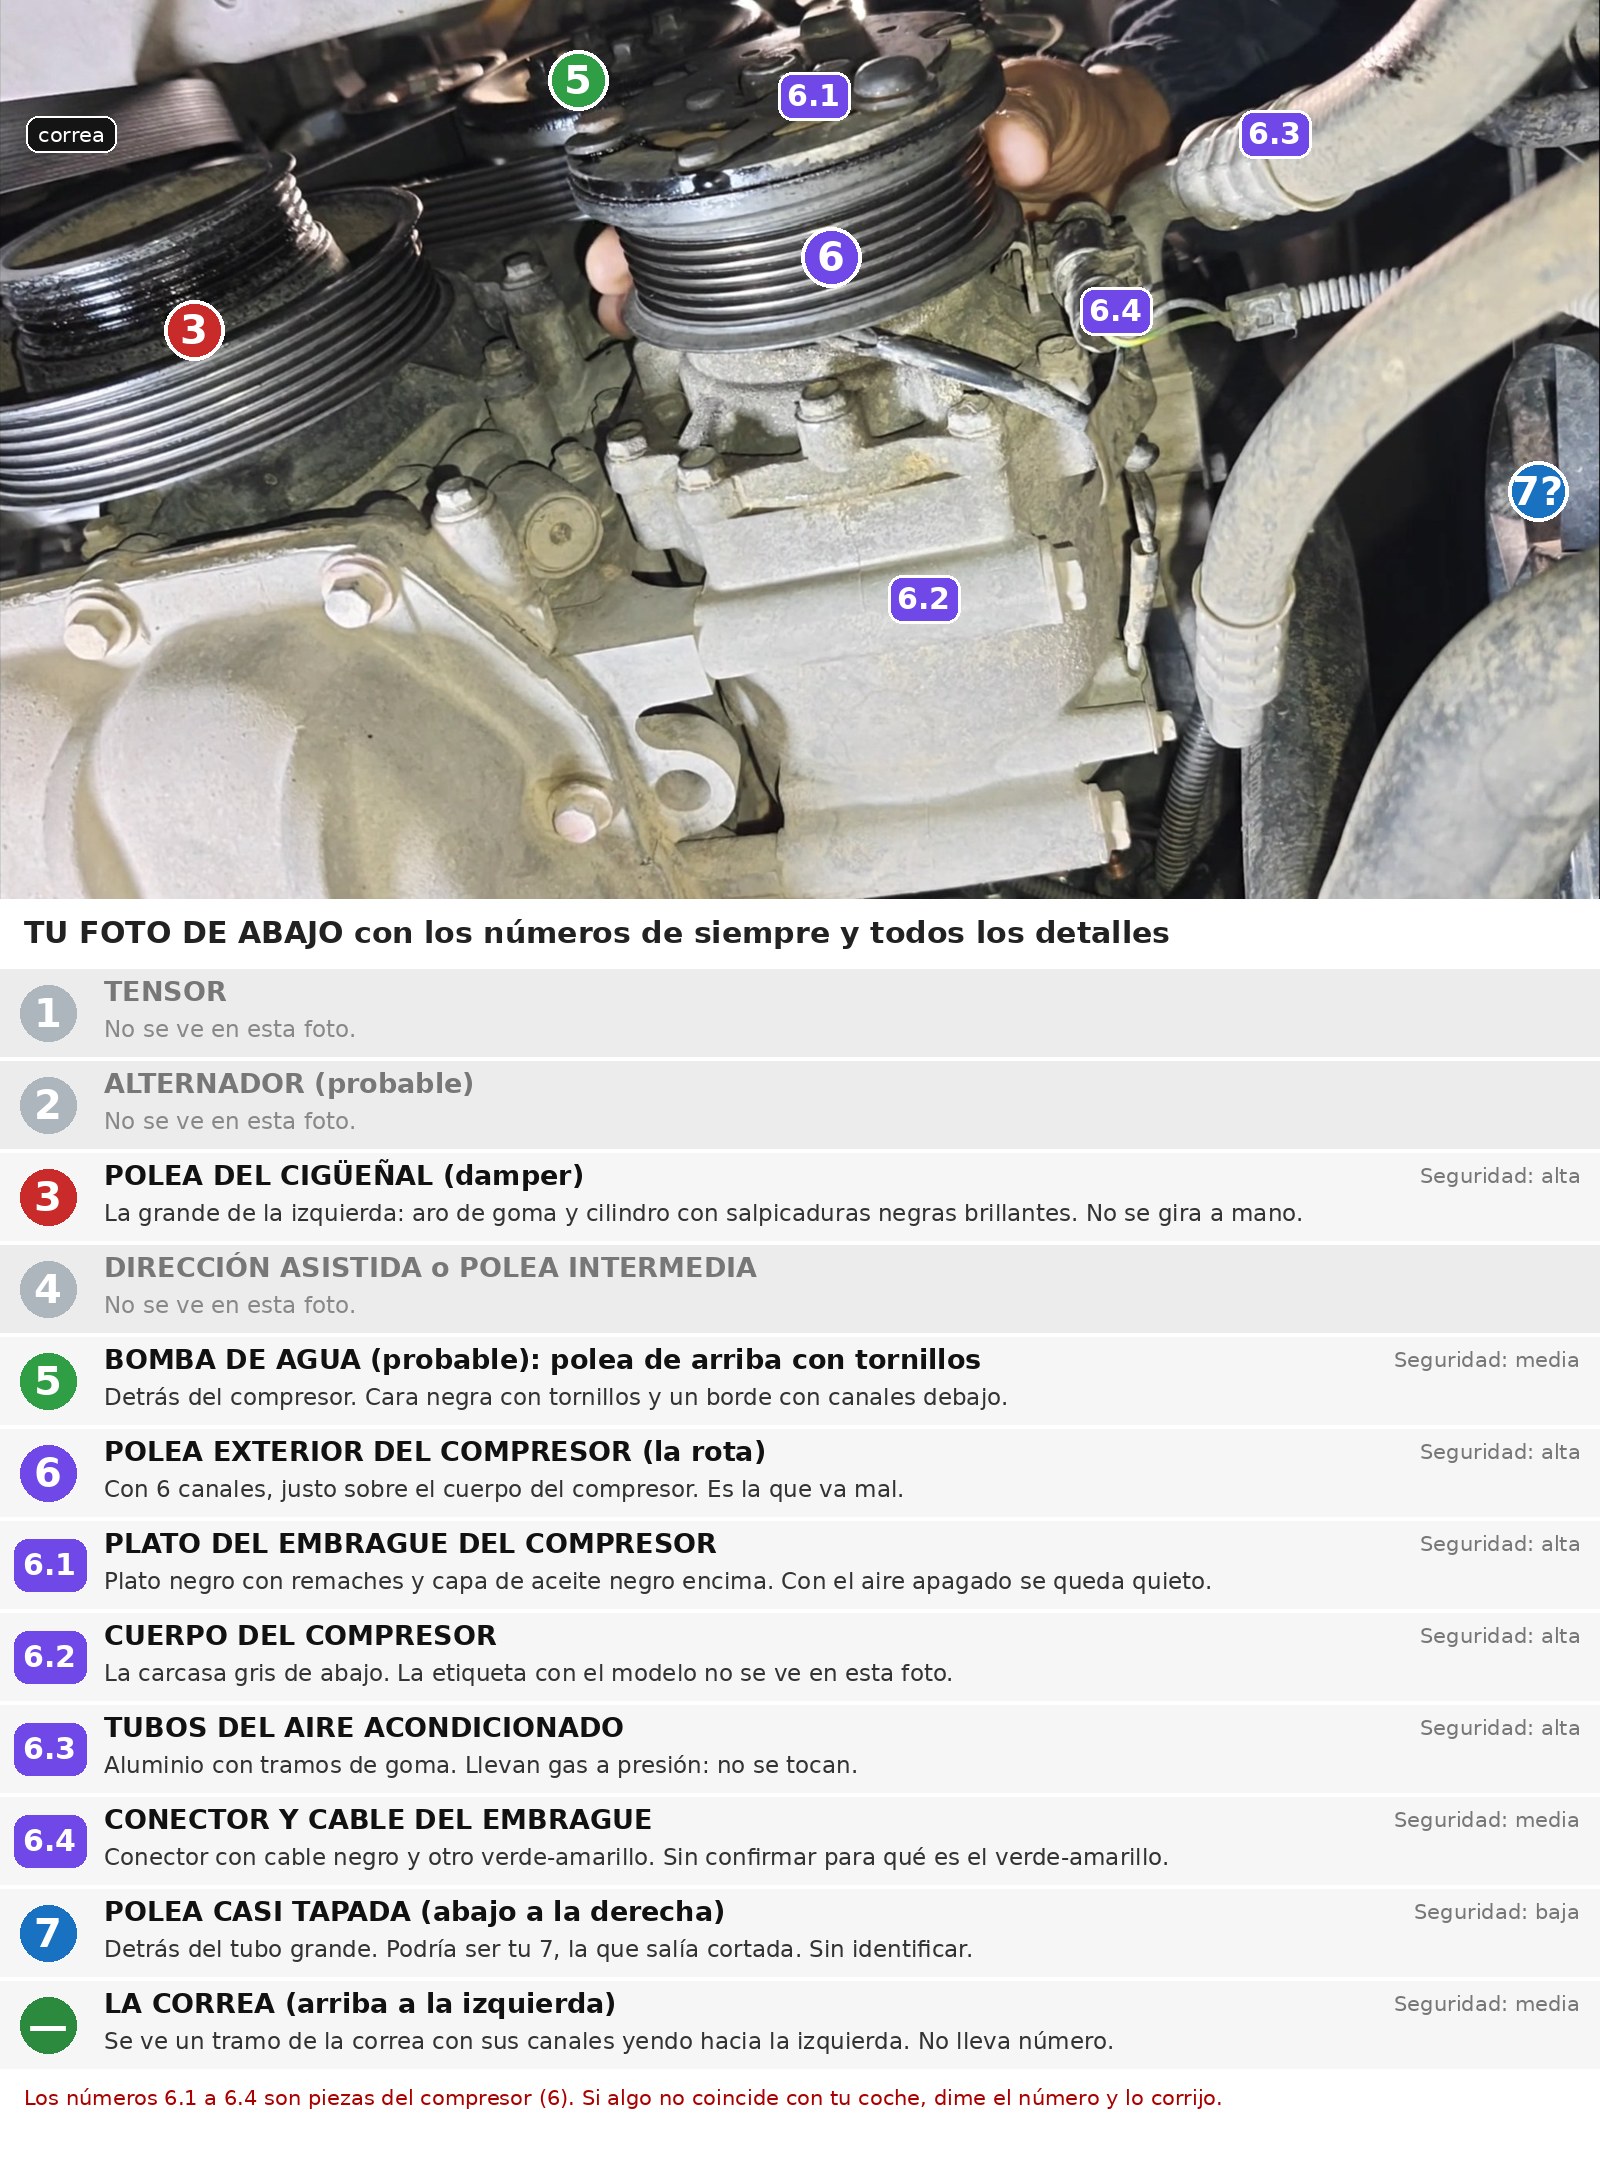 5
6.1
correa
6.3
6
6.4
3
7?
6.2
TU FOTO DE ABAJO con los números de siempre y todos los detalles
1
TENSOR
No se ve en esta foto.
2
ALTERNADOR (probable)
No se ve en esta foto.
3
POLEA DEL CIGÜEÑAL (damper)
Seguridad: alta
La grande de la izquierda: aro de goma y cilindro con salpicaduras negras brillantes. No se gira a mano.
4
DIRECCIÓN ASISTIDA o POLEA INTERMEDIA
No se ve en esta foto.
5
BOMBA DE AGUA (probable): polea de arriba con tornillos
Seguridad: media
Detrás del compresor. Cara negra con tornillos y un borde con canales debajo.
6
POLEA EXTERIOR DEL COMPRESOR (la rota)
Seguridad: alta
Con 6 canales, justo sobre el cuerpo del compresor. Es la que va mal.
6.1
PLATO DEL EMBRAGUE DEL COMPRESOR
Seguridad: alta
Plato negro con remaches y capa de aceite negro encima. Con el aire apagado se queda quieto.
6.2
CUERPO DEL COMPRESOR
Seguridad: alta
La carcasa gris de abajo. La etiqueta con el modelo no se ve en esta foto.
6.3
TUBOS DEL AIRE ACONDICIONADO
Seguridad: alta
Aluminio con tramos de goma. Llevan gas a presión: no se tocan.
6.4
CONECTOR Y CABLE DEL EMBRAGUE
Seguridad: media
Conector con cable negro y otro verde-amarillo. Sin confirmar para qué es el verde-amarillo.
7
POLEA CASI TAPADA (abajo a la derecha)
Seguridad: baja
Detrás del tubo grande. Podría ser tu 7, la que salía cortada. Sin identificar.
—
LA CORREA (arriba a la izquierda)
Seguridad: media
Se ve un tramo de la correa con sus canales yendo hacia la izquierda. No lleva número.
Los números 6.1 a 6.4 son piezas del compresor (6). Si algo no coincide con tu coche, dime el número y lo corrijo.